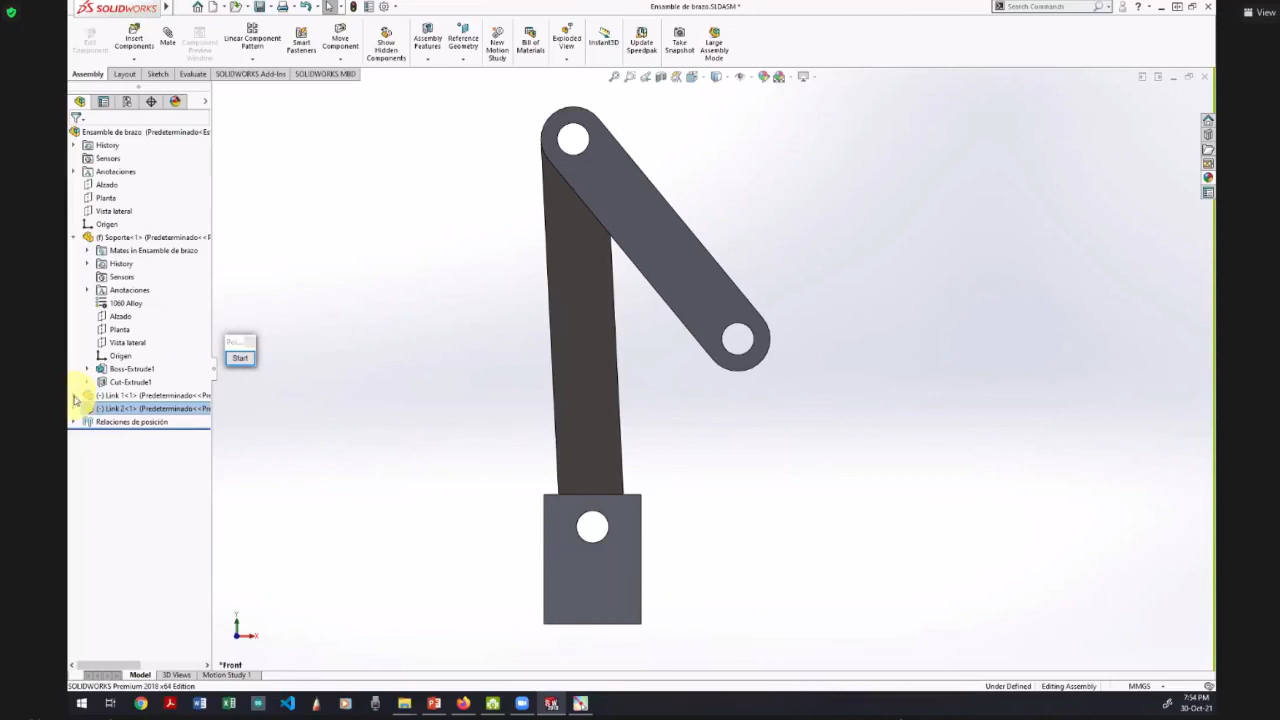 View
SOLIDWORKS
Ensamble de brazo.SLDASM *
Search Commands
Edit Component
Insert Components
Mate
Component Preview Window
Linear Component Pattern
Smart Fasteners
Move Component
Show Hidden Components
Assembly Features
Reference Geometry
New Motion Study
Bill of Materials
Exploded View
Instant3D
Update Speedpak
Take Snapshot
Large Assembly Mode
Assembly
Layout
Sketch
Evaluate
SOLIDWORKS Add-Ins
SOLIDWORKS MBD
Ensamble de brazo (Predeterminado<Es
History
Sensors
Anotaciones
Alzado
Planta
Vista lateral
Origen
(f) Soporte<1> (Predeterminado<<P
Mates in Ensamble de brazo
History
Sensors
Anotaciones
1060 Alloy
Alzado
Planta
Vista lateral
Origen
Boss-Extrude1
Cut-Extrude1
(-) Link 1<1> (Predeterminado<<Pr
(-) Link 2<1> (Predeterminado<<Pr
Relaciones de posición
Poi...
Start
Y
X
*Front
Model
3D Views
Motion Study 1
SOLIDWORKS Premium 2018 x64 Edition
Under Defined
Editing Assembly
MMGS
7:54 PM
30-Oct-21